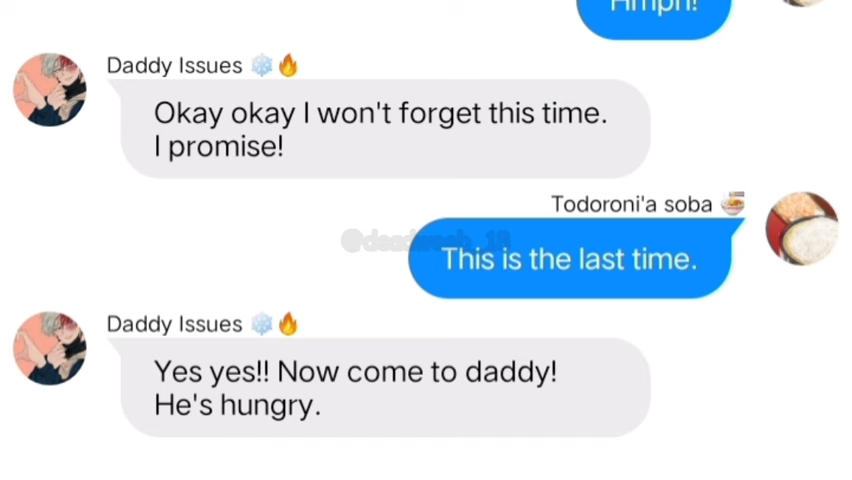 Hmph!
Daddy Issues ❄️🔥
Okay okay I won't forget this time.
I promise!
Todoroni'a soba 🍜
This is the last time.
Daddy Issues ❄️🔥
Yes yes!! Now come to daddy!
He's hungry.